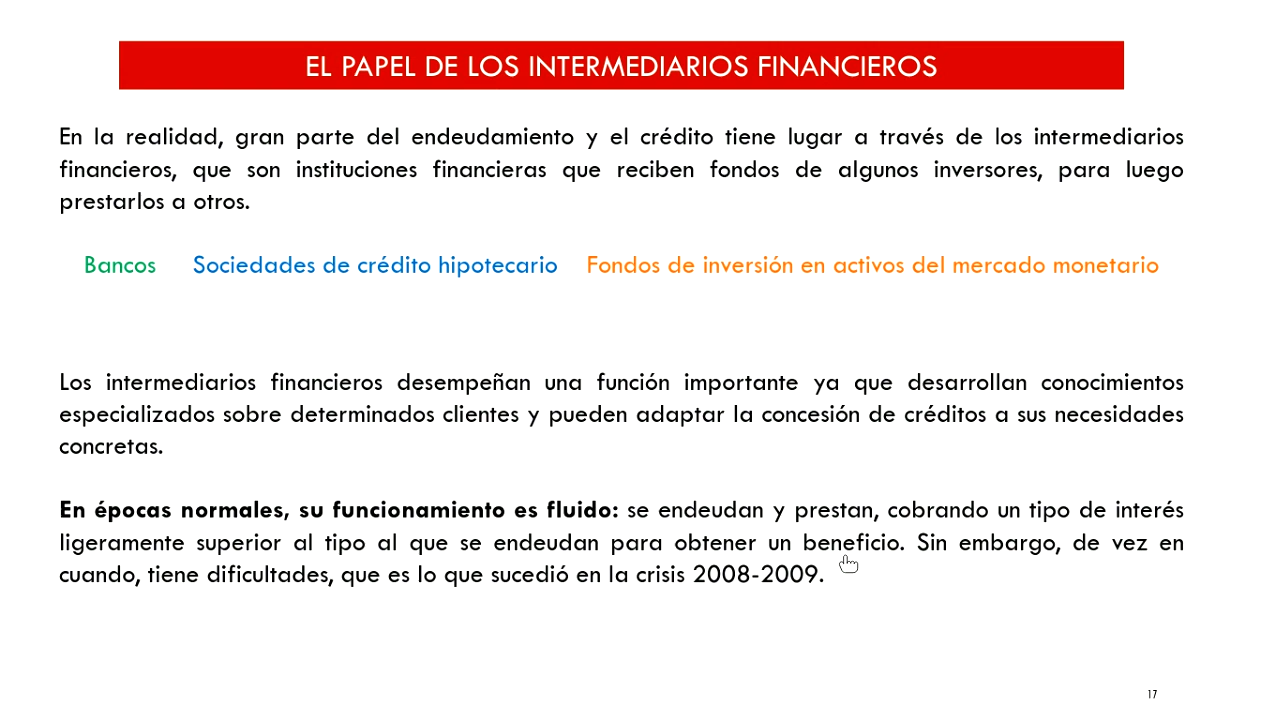 EL PAPEL DE LOS INTERMEDIARIOS FINANCIEROS
En la realidad, gran parte del endeudamiento y el crédito tiene lugar a través de los intermediarios
financieros, que son instituciones financieras que reciben fondos de algunos inversores, para luego
prestarlos a otros.
Bancos Sociedades de crédito hipotecario Fondos de inversión en activos del mercado monetario
Los intermediarios financieros desempeñan una función importante ya que desarrollan conocimientos
especializados sobre determinados clientes y pueden adaptar la concesión de créditos a sus necesidades
concretas.
En épocas normales, su funcionamiento es fluido: se endeudan y prestan, cobrando un tipo de interés
ligeramente superior al tipo al que se endeudan para obtener un beneficio. Sin embargo, de vez en
cuando, tiene dificultades, que es lo que sucedió en la crisis 2008-2009.
17